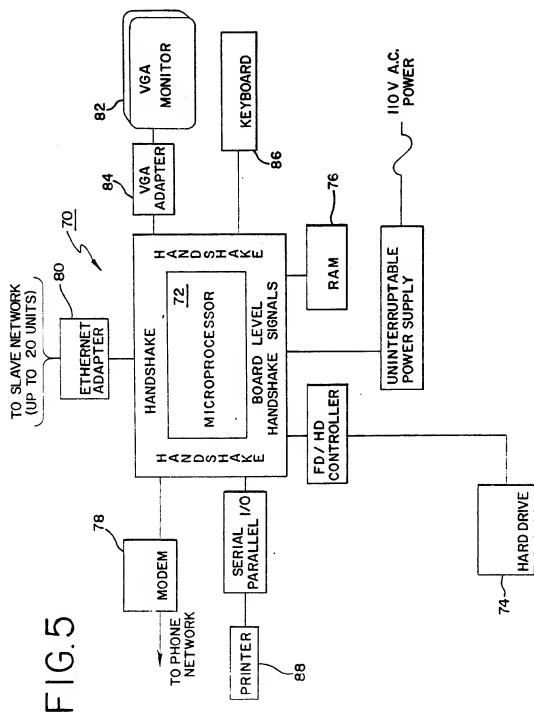 FIG.5
TO SLAVE NETWORK
(UP TO 20 UNITS)
70
80
ETHERNET
ADAPTER
78
MODEM
TO PHONE
NETWORK
84
VGA
ADAPTER
82
VGA
MONITOR
HANDSHAKE
HANDSHAKE
72
MICROPROCESSOR
HANDSHAKE
BOARD LEVEL
HANDSHAKE SIGNALS
KEYBOARD
86
PRINTER
88
SERIAL I/O
PARALLEL
FD/HD
CONTROLLER
RAM
76
HARD DRIVE
74
UNINTERRUPTABLE
POWER SUPPLY
110 V A.C.
POWER